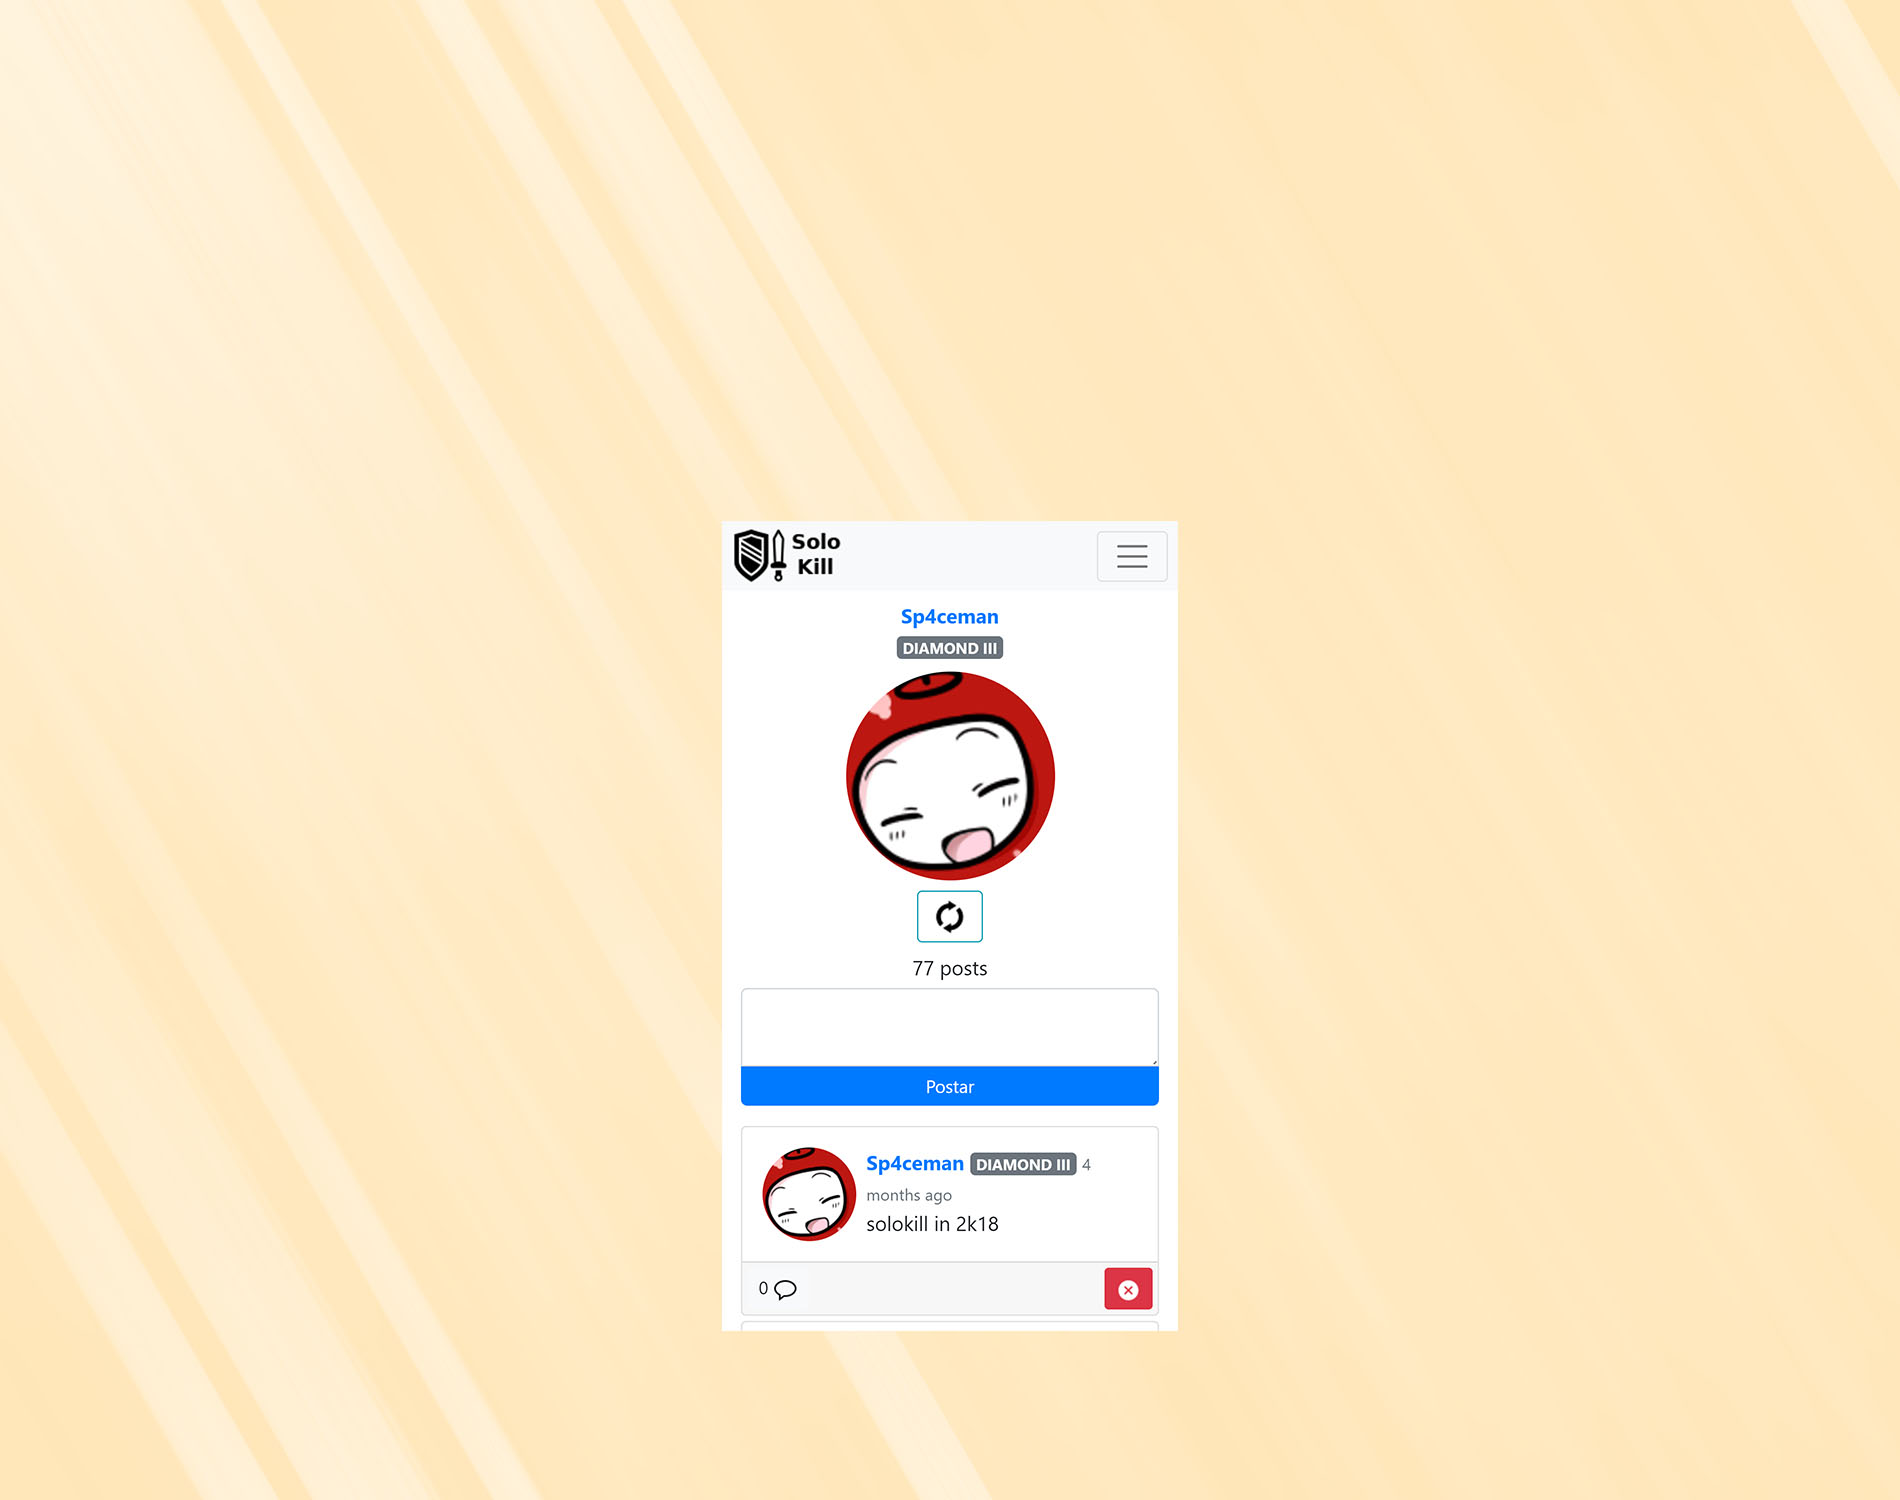 Solo
Kill
Sp4ceman
DIAMOND III
77 posts
Postar
Sp4ceman DIAMOND III 4
months ago
solokill in 2k18
0